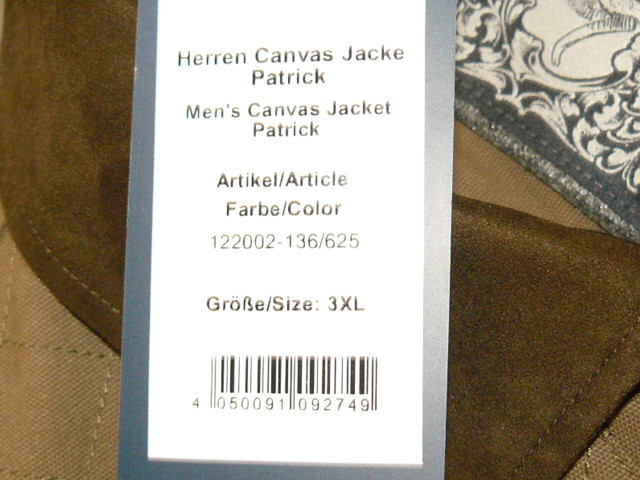 Herren Canvas Jacke
Patrick
Men's Canvas Jacket
Patrick
Artikel/Article
Farbe/Color
122002-136/625
Größe/Size: 3XL
4 050091 092749